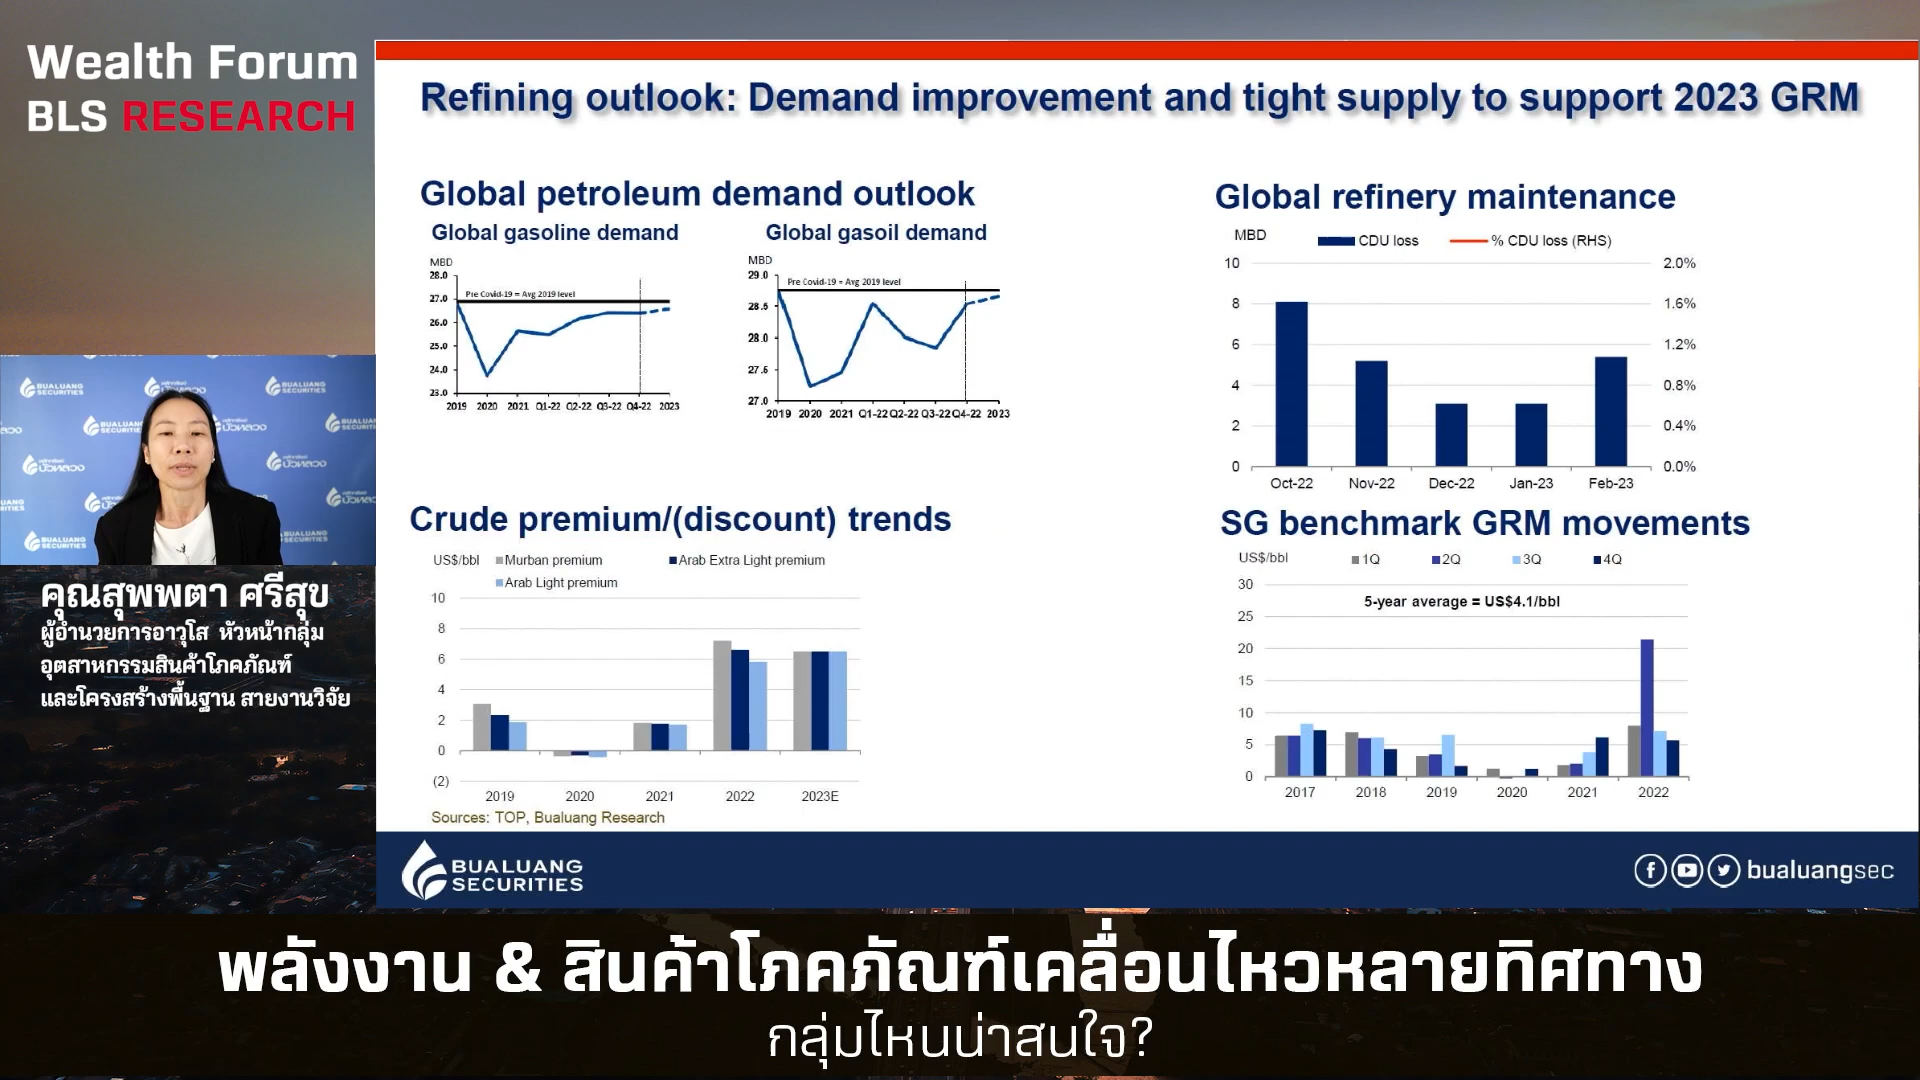 Wealth Forum
BLS RESEARCH
Refining outlook: Demand improvement and tight supply to support 2023 GRM
Global petroleum demand outlook
Global gasoline demand
MBD
28.0
27.0
26.0
25.0
24.0
23.0
Pre Covid-19 = Avg 2019 level
2019 2020 2021 Q1-22 Q2-22 Q3-22 Q4-22 2023
Global gasoil demand
MBD
29.0
28.5
28.0
27.5
27.0
Pre Covid-19 = Avg 2019 level
2019 2020 2021 Q1-22 Q2-22 Q3-22 Q4-22 2023
Global refinery maintenance
MBD
CDU loss % CDU loss (RHS)
10 2.0%
8 1.6%
6 1.2%
4 0.8%
2 0.4%
0 0.0%
Oct-22 Nov-22 Dec-22 Jan-23 Feb-23
Crude premium/(discount) trends
US$/bbl Murban premium Arab Extra Light premium
Arab Light premium
10
8
6
4
2
0
(2)
2019 2020 2021 2022 2023E
Sources: TOP, Bualuang Research
SG benchmark GRM movements
US$/bbl 1Q 2Q 3Q 4Q
5-year average = US$4.1/bbl
30
25
20
15
10
5
0
2017 2018 2019 2020 2021 2022
BUALUANG
SECURITIES
bualuangsec
BUALUANG
SECURITIES
หลักทรัพย์
บัวหลวง
คุณสุพพตา ศรีสุข
ผู้อำนวยการอาวุโส หัวหน้ากลุ่ม
อุตสาหกรรมสินค้าโภคภัณฑ์
และโครงสร้างพื้นฐาน สายงานวิจัย
พลังงาน & สินค้าโภคภัณฑ์เคลื่อนไหวหลายทิศทาง
กลุ่มไหนน่าสนใจ?